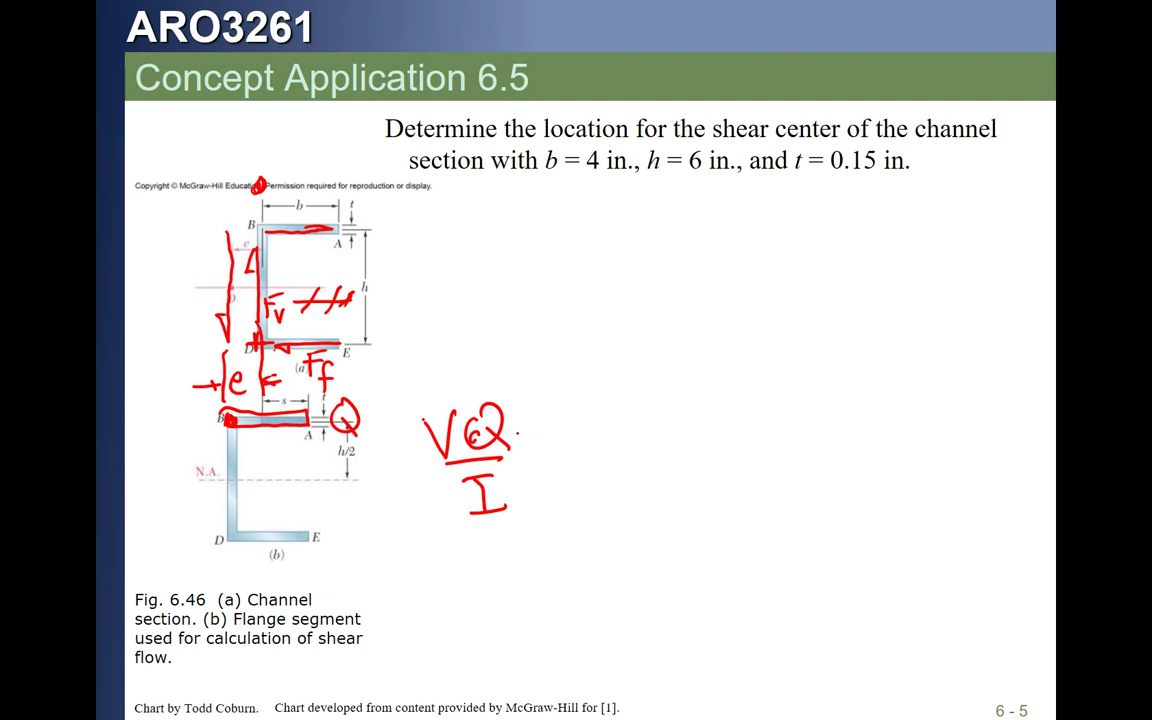 ARO3261
Concept Application 6.5
Determine the location for the shear center of the channel
section with b = 4 in., h = 6 in., and t = 0.15 in.
Permission required for reproduction or display.
Copyright © McGraw-Hill
b
t
B
A
e
h
Fv
E
(a)
Ff
e
s
t
Q
A
h/2
VQ
I
N.A.
D
E
(b)
Fig. 6.46 (a) Channel
section. (b) Flange segment
used for calculation of shear
flow.
Chart by Todd Coburn. Chart developed from content provided by McGraw-Hill for [1].
6 - 5